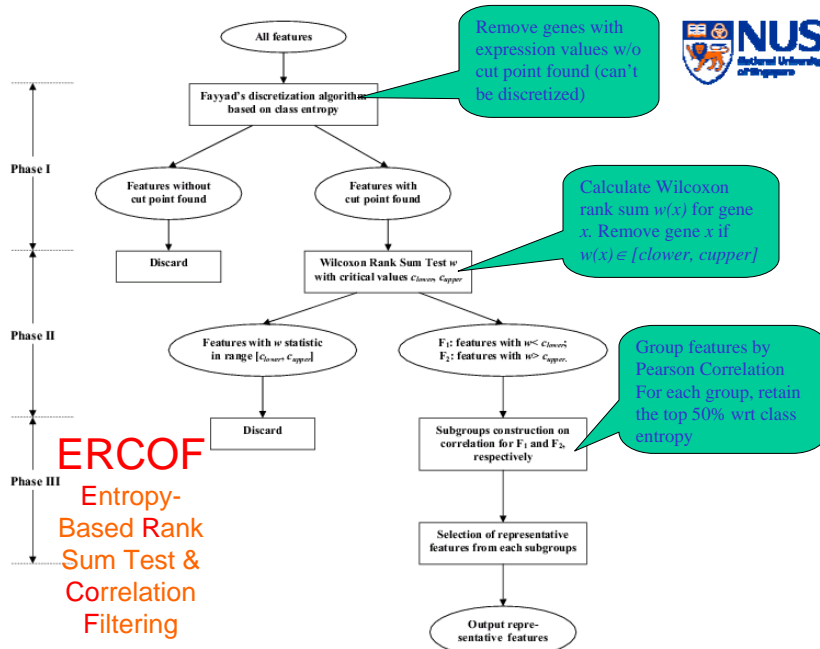 All features
Remove genes with
expression values w/o
cut point found (can't
be discretized)
NUS
National University
of Singapore
Fayyad's discretization algorithm
based on class entropy
Phase I
Features without
cut point found
Features with
cut point found
Calculate Wilcoxon
rank sum w(x) for gene
x. Remove gene x if
w(x)∈ [clower, cupper]
Discard
Wilcoxon Rank Sum Test w
with critical values clower, cupper
Phase II
Features with w statistic
in range [clower, cupper]
F1: features with w< clower;
F2: features with w> cupper.
Group features by
Pearson Correlation
For each group, retain
the top 50% wrt class
entropy
Discard
Subgroups construction on
correlation for F1 and F2,
respectively
Phase III
ERCOF
Entropy-
Based Rank
Sum Test &
Correlation
Filtering
Selection of representative
features from each subgroups
Output repre-
sentative features